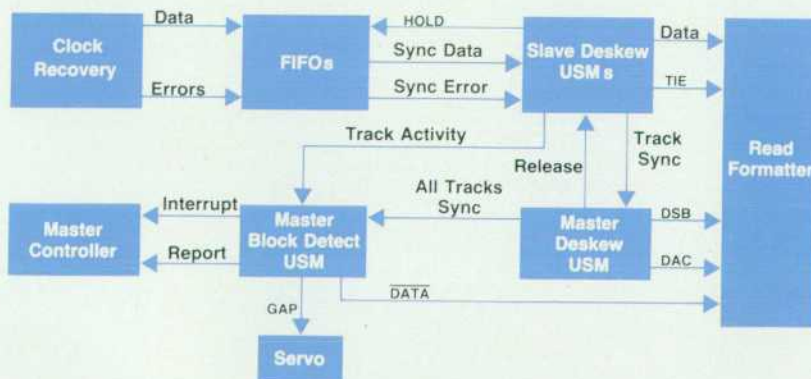 Clock
Recovery
Data
Errors
FIFOs
HOLD
Sync Data
Sync Error
Slave Deskew
USMs
Data
TIE
Read
Formatter
Track Activity
Release
Track
Sync
Master
Controller
Interrupt
Report
Master
Block Detect
USM
All Tracks
Sync
Master
Deskew
USM
DSB
DAC
DATA
GAP
Servo